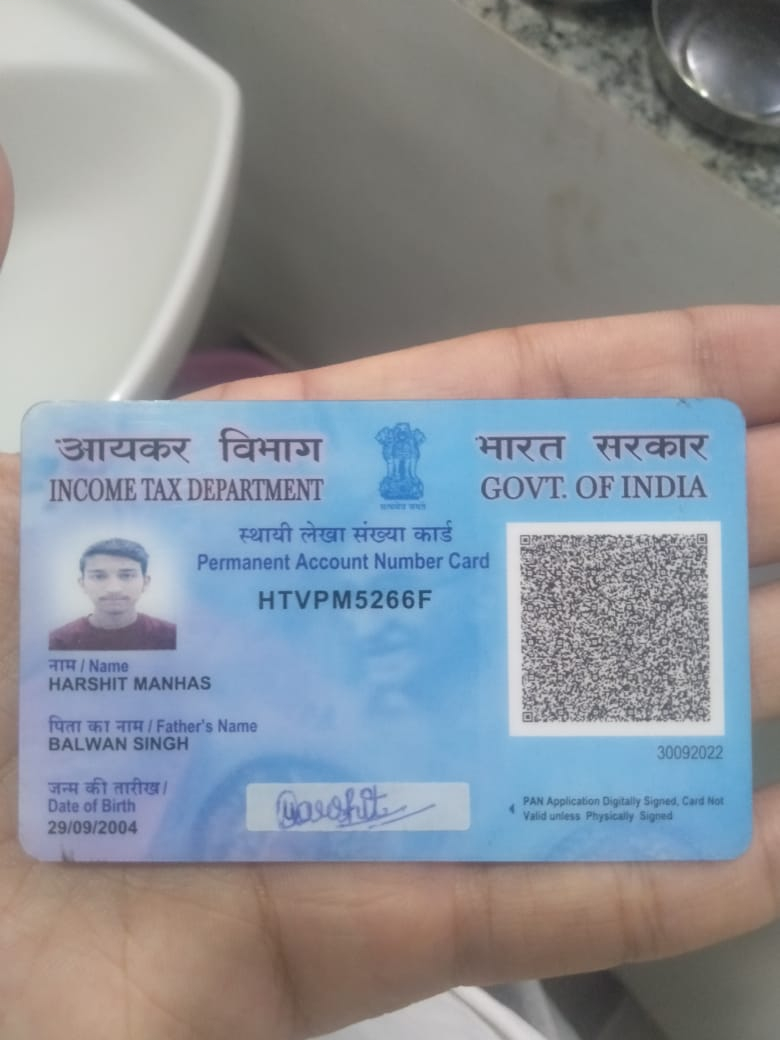 आयकर विभाग
INCOME TAX DEPARTMENT
सत्यमेव जयते
भारत सरकार
GOVT. OF INDIA
स्थायी लेखा संख्या कार्ड
Permanent Account Number Card
HTVPM5266F
नाम / Name
HARSHIT MANHAS
पिता का नाम / Father's Name
BALWAN SINGH
जन्म की तारीख /
Date of Birth
29/09/2004
Harshit
30092022
PAN Application Digitally Signed, Card Not
Valid unless Physically Signed